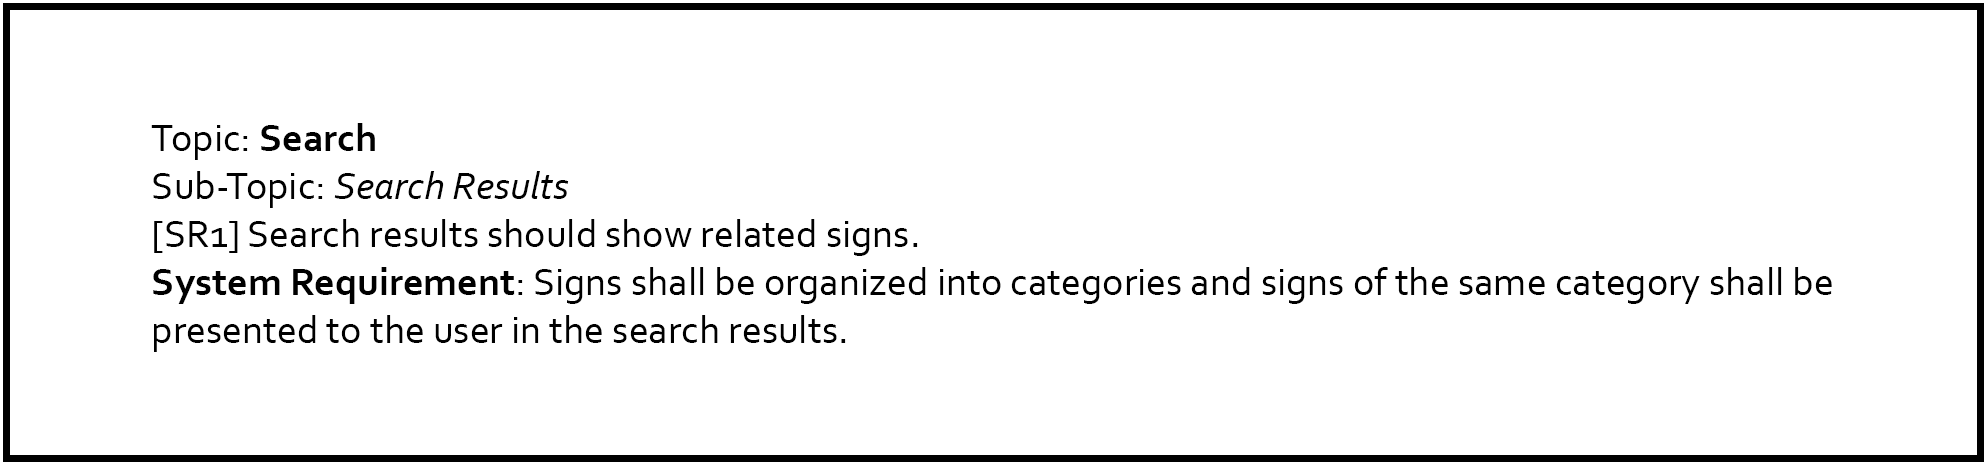 Topic: Search
Sub-Topic: Search Results
[SR1] Search results should show related signs.
System Requirement: Signs shall be organized into categories and signs of the same category shall be
presented to the user in the search results.